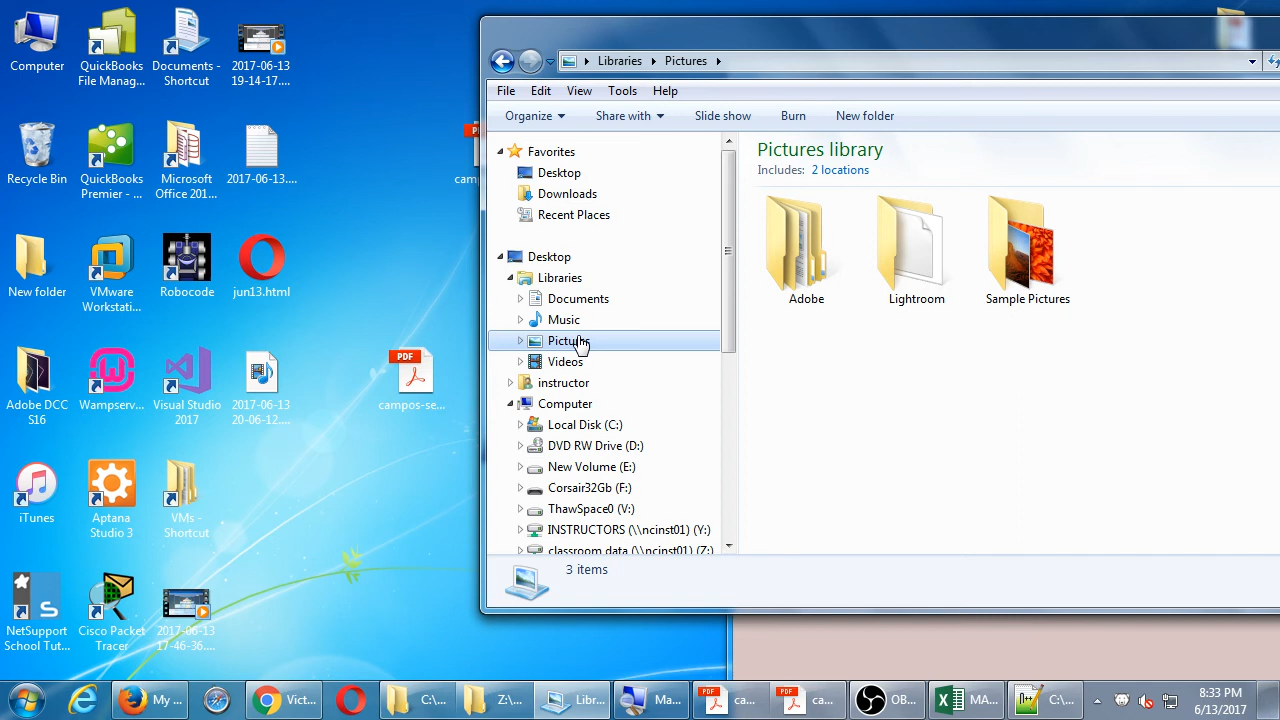 Computer
QuickBooks
File Manag...
Documents -
Shortcut
2017-06-13
19-14-17....
Recycle Bin
QuickBooks
Premier - ...
Microsoft
Office 201...
2017-06-13....
New folder
VMware
Workstati...
Robocode
jun13.html
Adobe DCC
S16
Wampserv...
Visual Studio
2017
2017-06-13
20-06-12....
PDF
campos-se...
iTunes
Aptana
Studio 3
VMs -
Shortcut
NetSupport
School Tut...
Cisco Packet
Tracer
2017-06-13
17-46-36....
Libraries
Pictures
File
Edit
View
Tools
Help
Organize
Share with
Slide show
Burn
New folder
Favorites
Desktop
Downloads
Recent Places
Desktop
Libraries
Documents
Music
Pictures
Videos
instructor
Computer
Local Disk (C:)
DVD RW Drive (D:)
New Volume (E:)
Corsair32Gb (F:)
ThawSpace0 (V:)
INSTRUCTORS (\\ncinst01) (Y:)
classroom data (\\ncinst01) (Z:)
Pictures library
Includes: 2 locations
Adobe
Lightroom
Sample Pictures
3 items
My ...
Vict...
C:\...
Z:\...
Libr...
Ma...
PDF
ca...
PDF
ca...
OB...
MA...
C:\...
8:33 PM
6/13/2017